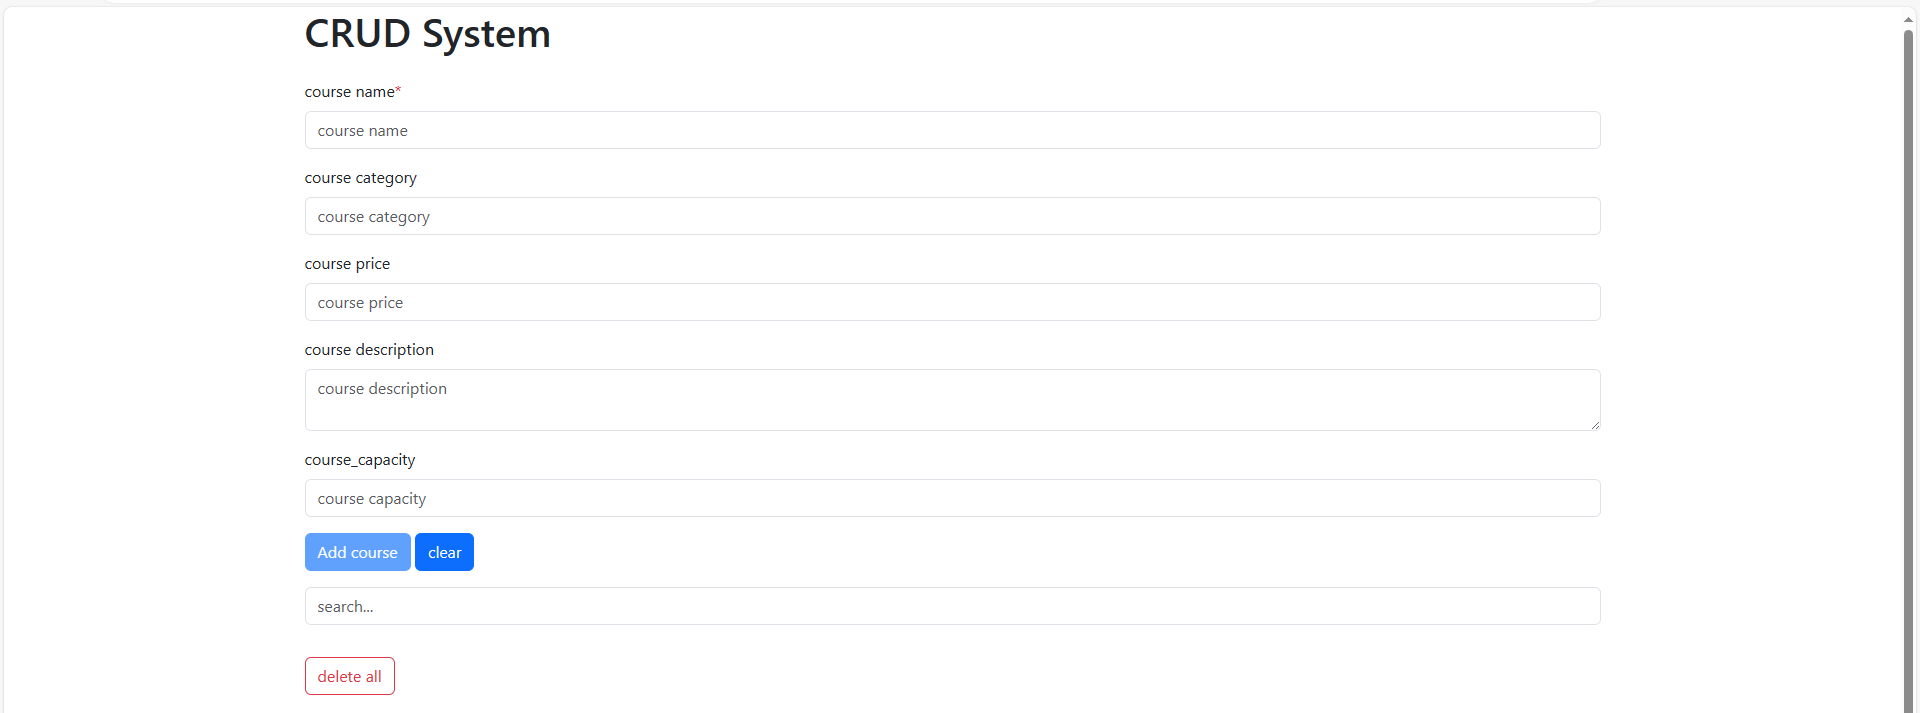 CRUD System
course name*
course name
course category
course category
course price
course price
course description
course description
course_capacity
course capacity
Add course clear
search...
delete all